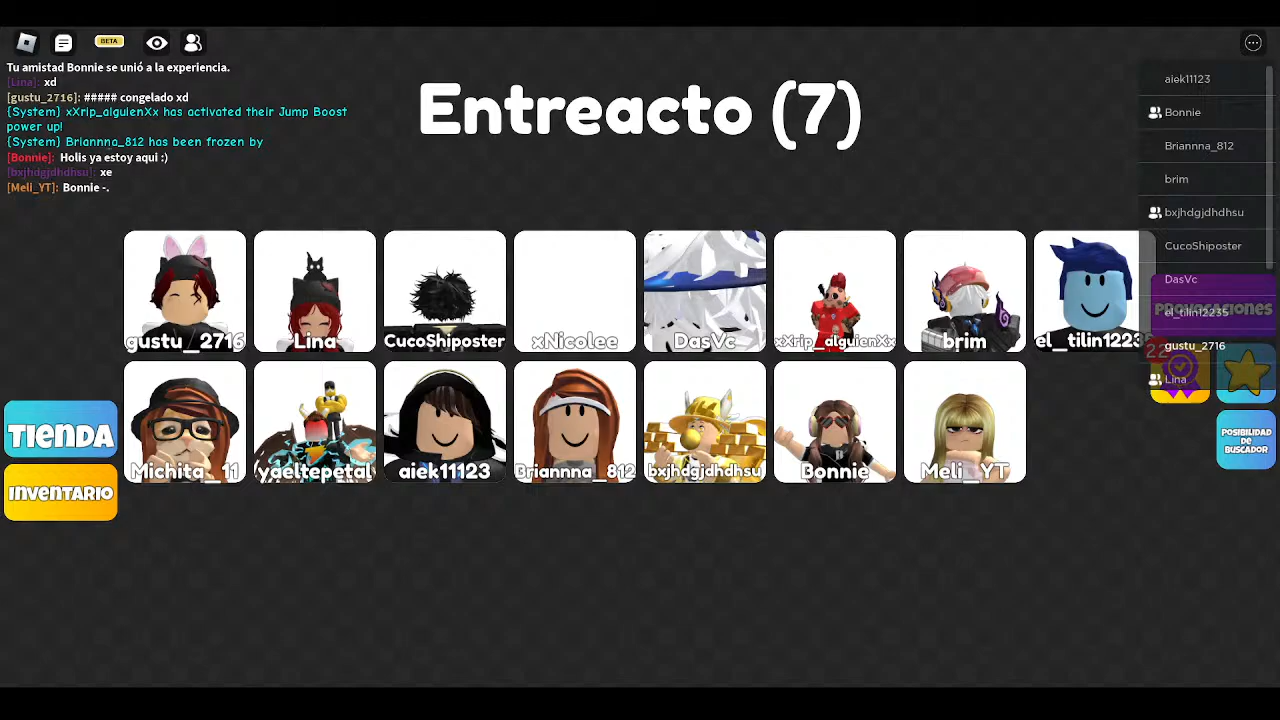 BETA
Tu amistad Bonnie se unió a la experiencia.
[Lina]: xd
[gustu_2716]: ##### congelado xd
{System} xXrip_alguienXx has activated their Jump Boost
power up!
{System} Briannna_812 has been frozen by
[Bonnie]: Holis ya estoy aqui :)
[bxjhdgjdhdhsu]: xe
[Meli_YT]: Bonnie -.
Entreacto (7)
aiek11123
Bonnie
Briannna_812
brim
bxjhdgjdhdhsu
CucoShiposter
DasVc
el_tilin12235
PROVOCACIONES
gustu_2716
22
Lina
gustu_2716
Lina
CucoShiposter
xNicolee
DasVc
xXrip_alguienXx
brim
el_tilin1223
Michita_11
yaeltepetal
aiek11123
Briannna_812
bxjhdgjdhdhsu
Bonnie
Meli_YT
TIENDA
INVENTARIO
POSIBILIDAD
DE
BUSCADOR